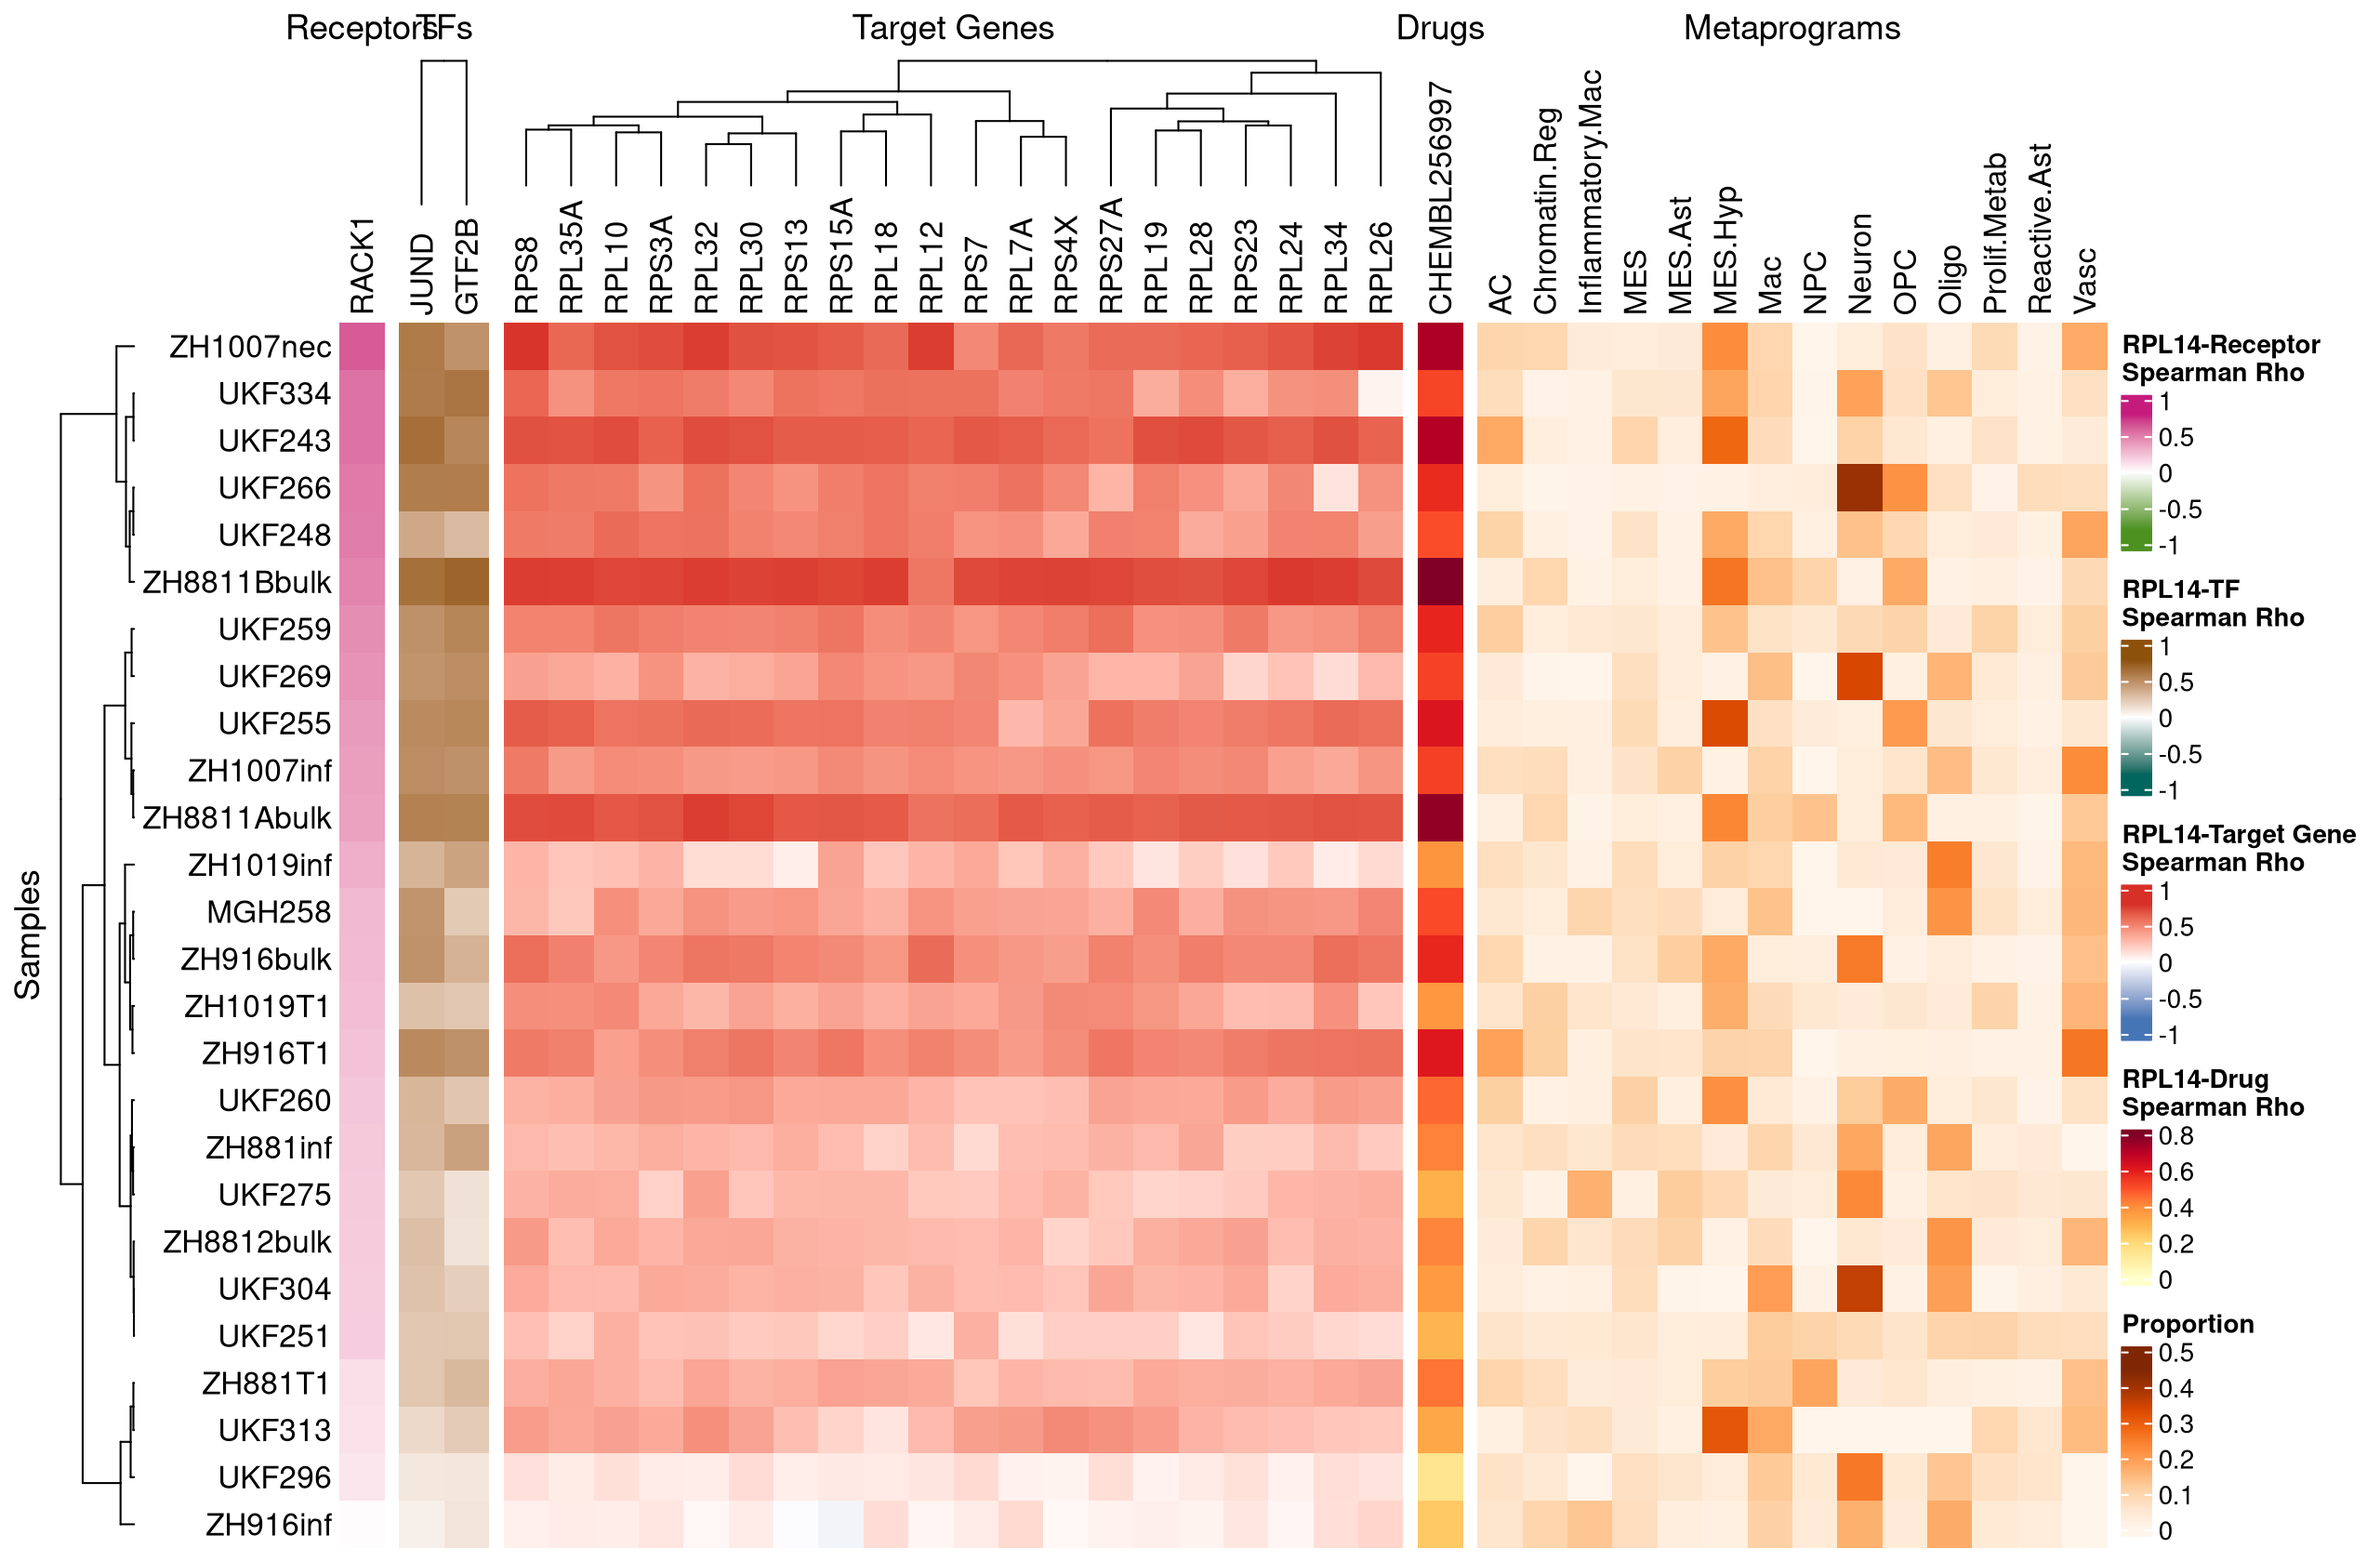 Receptors TFs Target Genes Drugs Metaprograms
RACK1 JUND GTF2B RPS8 RPL35A RPL10 RPS3A RPL32 RPL30 RPS13 RPS15A RPL18 RPL12 RPS7 RPL7A RPS4X RPS27A RPL19 RPL28 RPS23 RPL24 RPL34 RPL26 CHEMBL256997 AC Chromatin.Reg Inflammatory.Mac MES MES.Ast MES.Hyp Mac NPC Neuron OPC Oligo Prolif.Metab Reactive.Ast Vasc
Samples
ZH1007nec
UKF334
UKF243
UKF266
UKF248
ZH8811Bbulk
UKF259
UKF269
UKF255
ZH1007inf
ZH8811Abulk
ZH1019inf
MGH258
ZH916bulk
ZH1019T1
ZH916T1
UKF260
ZH881inf
UKF275
ZH8812bulk
UKF304
UKF251
ZH881T1
UKF313
UKF296
ZH916inf
RPL14-Receptor
Spearman Rho
1
0.5
0
-0.5
-1
RPL14-TF
Spearman Rho
1
0.5
0
-0.5
-1
RPL14-Target Gene
Spearman Rho
1
0.5
0
-0.5
-1
RPL14-Drug
Spearman Rho
0.8
0.6
0.4
0.2
0
Proportion
0.5
0.4
0.3
0.2
0.1
0